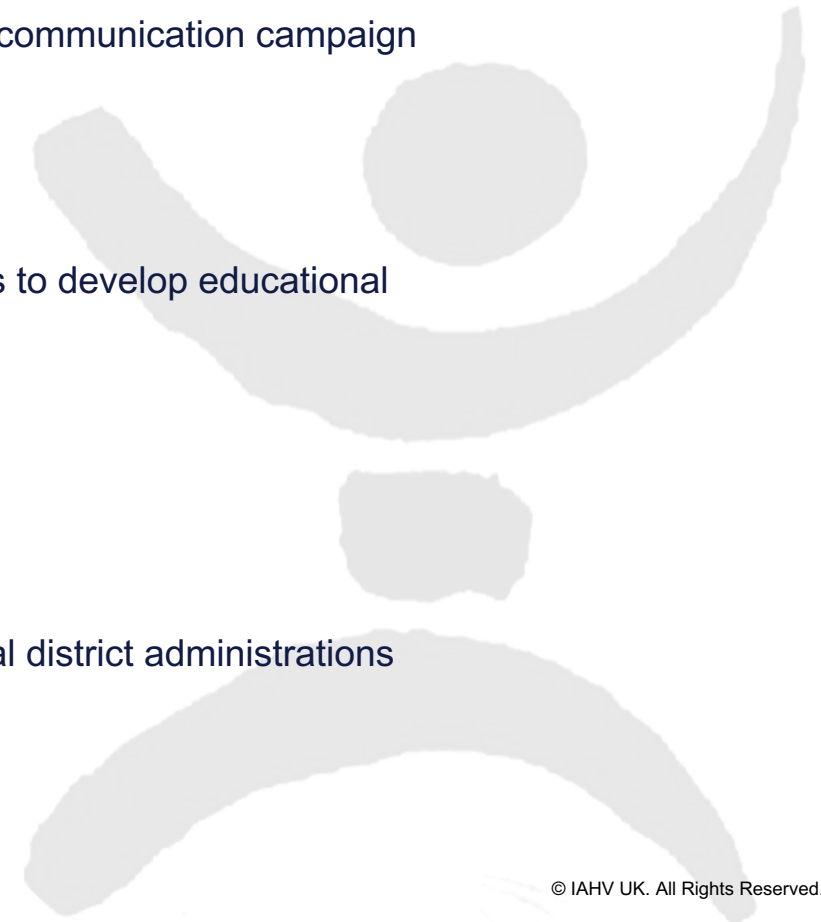 communication campaign
s to develop educational
al district administrations
© IAHV UK. All Rights Reserved.